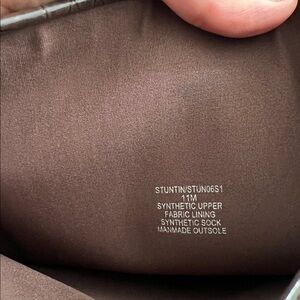 STUNTIN/STUN06S1
11M
SYNTHETIC UPPER
FABRIC LINING
SYNTHETIC SOCK
MANMADE OUTSOLE